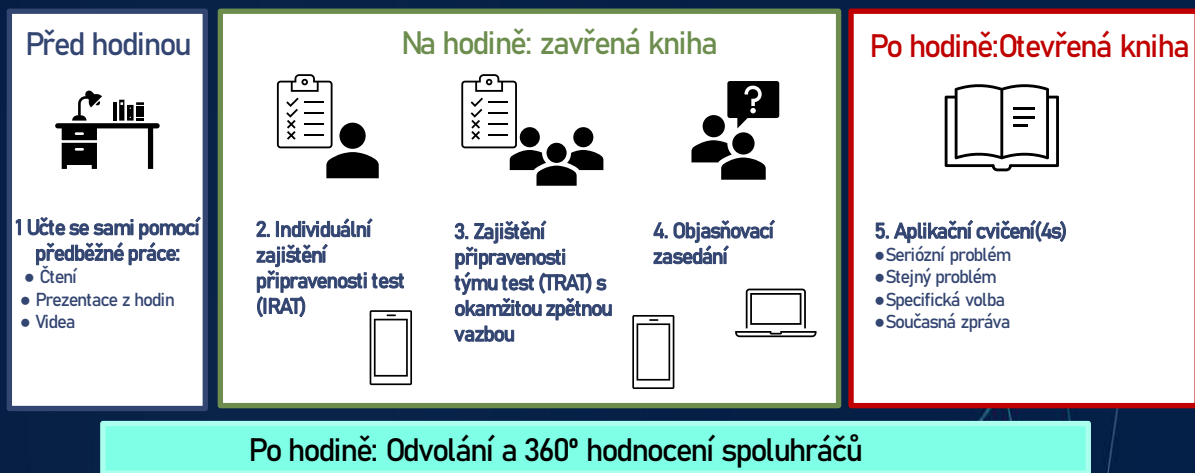 Před hodinou
1 Učte se sami pomocí
předběžné práce:
● Čtení
● Prezentace z hodin
● Videa
Na hodině: zavřená kniha
2. Individuální
zajištění
připravenosti test
(IRAT)
3. Zajištění
připravenosti
týmu test (TRAT) s
okamžitou zpětnou
vazbou
?
4. Objasňovací
zasedání
Po hodině:Otevřená kniha
5. Aplikační cvičení(4s)
●Seriózní problém
●Stejný problém
●Specifická volba
●Současná zpráva
Po hodině: Odvolání a 360° hodnocení spoluhráčů